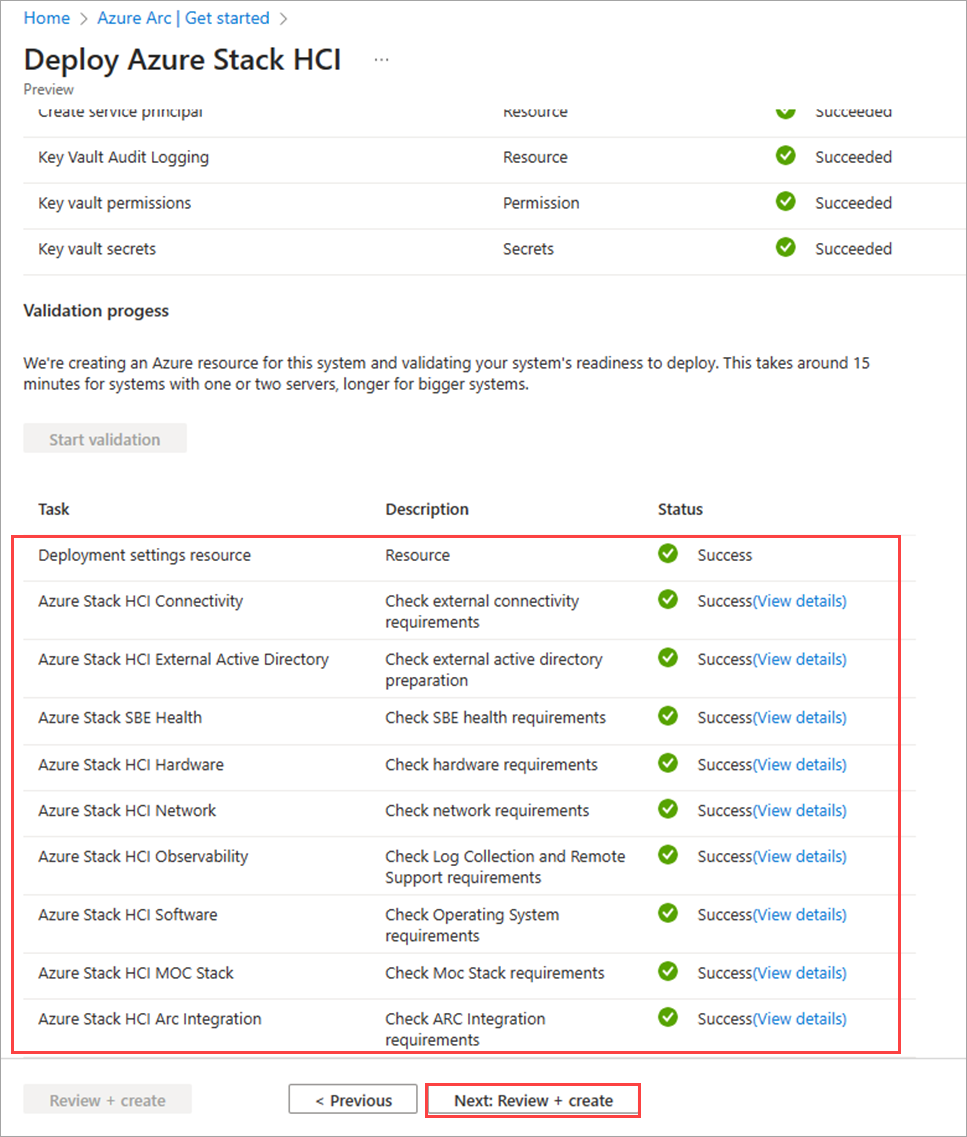 Home > Azure Arc | Get started >
Deploy Azure Stack HCI ...
Preview
Create service principal Resource Succeeded
Key Vault Audit Logging Resource Succeeded
Key vault permissions Permission Succeeded
Key vault secrets Secrets Succeeded
Validation progess
We're creating an Azure resource for this system and validating your system's readiness to deploy. This takes around 15
minutes for systems with one or two servers, longer for bigger systems.
Start validation
Task Description Status
Deployment settings resource Resource Success
Azure Stack HCI Connectivity Check external connectivity Success(View details)
requirements
Azure Stack HCI External Active Directory Check external active directory Success(View details)
preparation
Azure Stack SBE Health Check SBE health requirements Success(View details)
Azure Stack HCI Hardware Check hardware requirements Success(View details)
Azure Stack HCI Network Check network requirements Success(View details)
Azure Stack HCI Observability Check Log Collection and Remote Success(View details)
Support requirements
Azure Stack HCI Software Check Operating System Success(View details)
requirements
Azure Stack HCI MOC Stack Check Moc Stack requirements Success(View details)
Azure Stack HCI Arc Integration Check ARC Integration Success(View details)
requirements
Review + create < Previous Next: Review + create